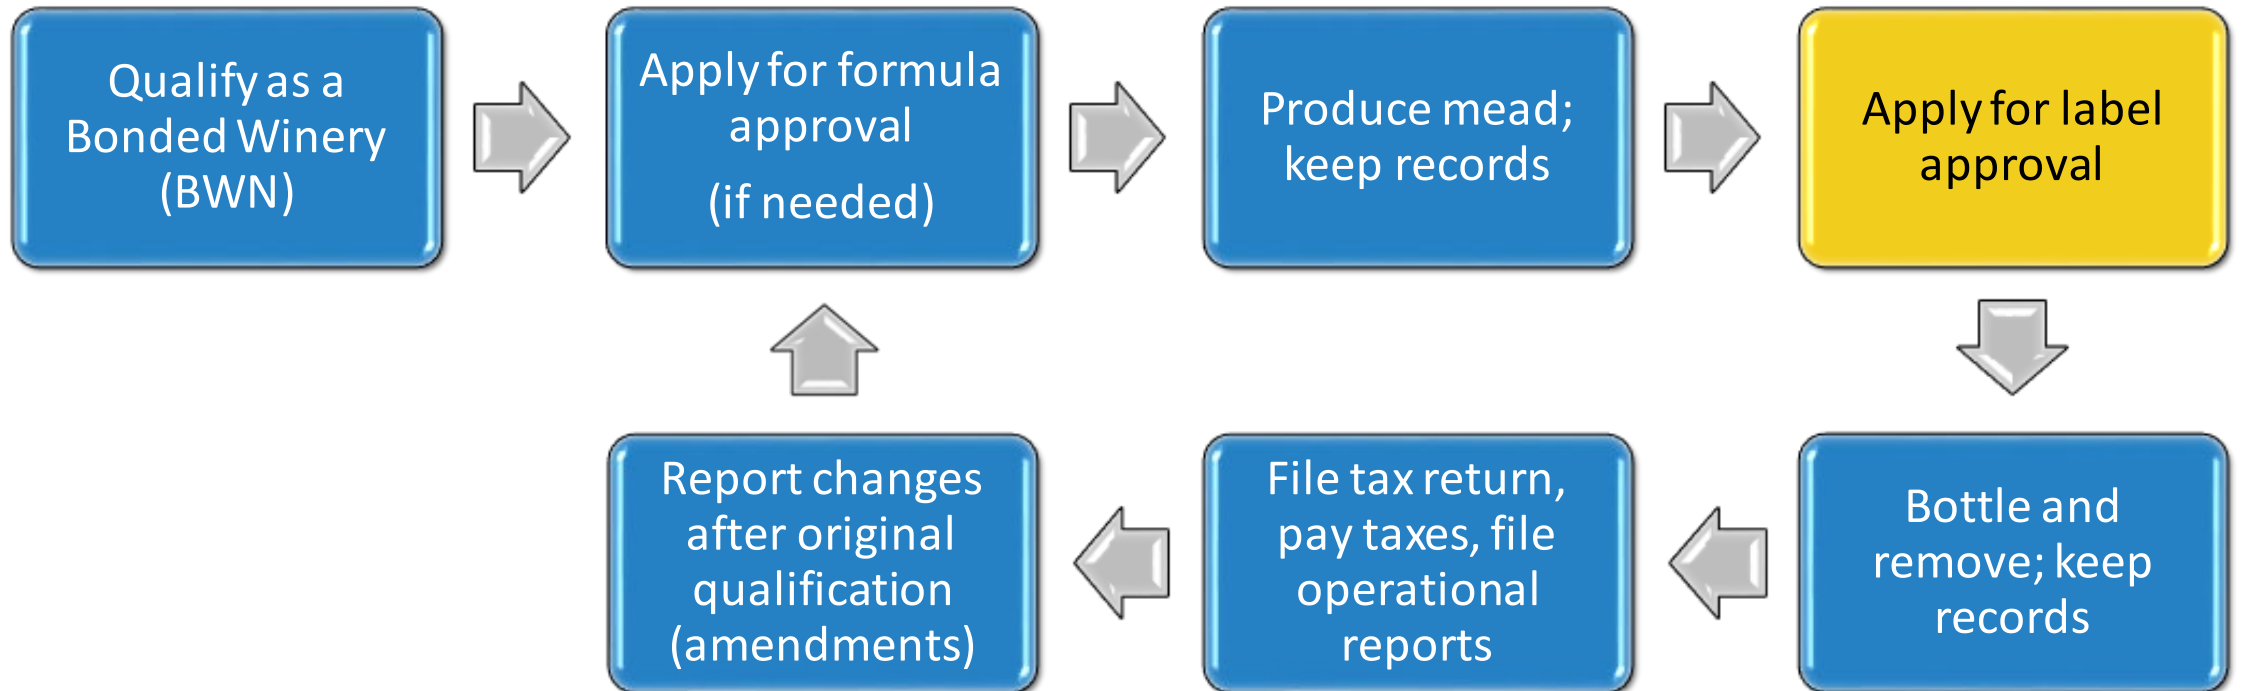 Qualify as a
Bonded Winery
(BWN)
Apply for formula
approval
(if needed)
Produce mead;
keep records
Apply for label
approval
Bottle and
remove; keep
records
File tax return,
pay taxes, file
operational
reports
Report changes
after original
qualification
(amendments)